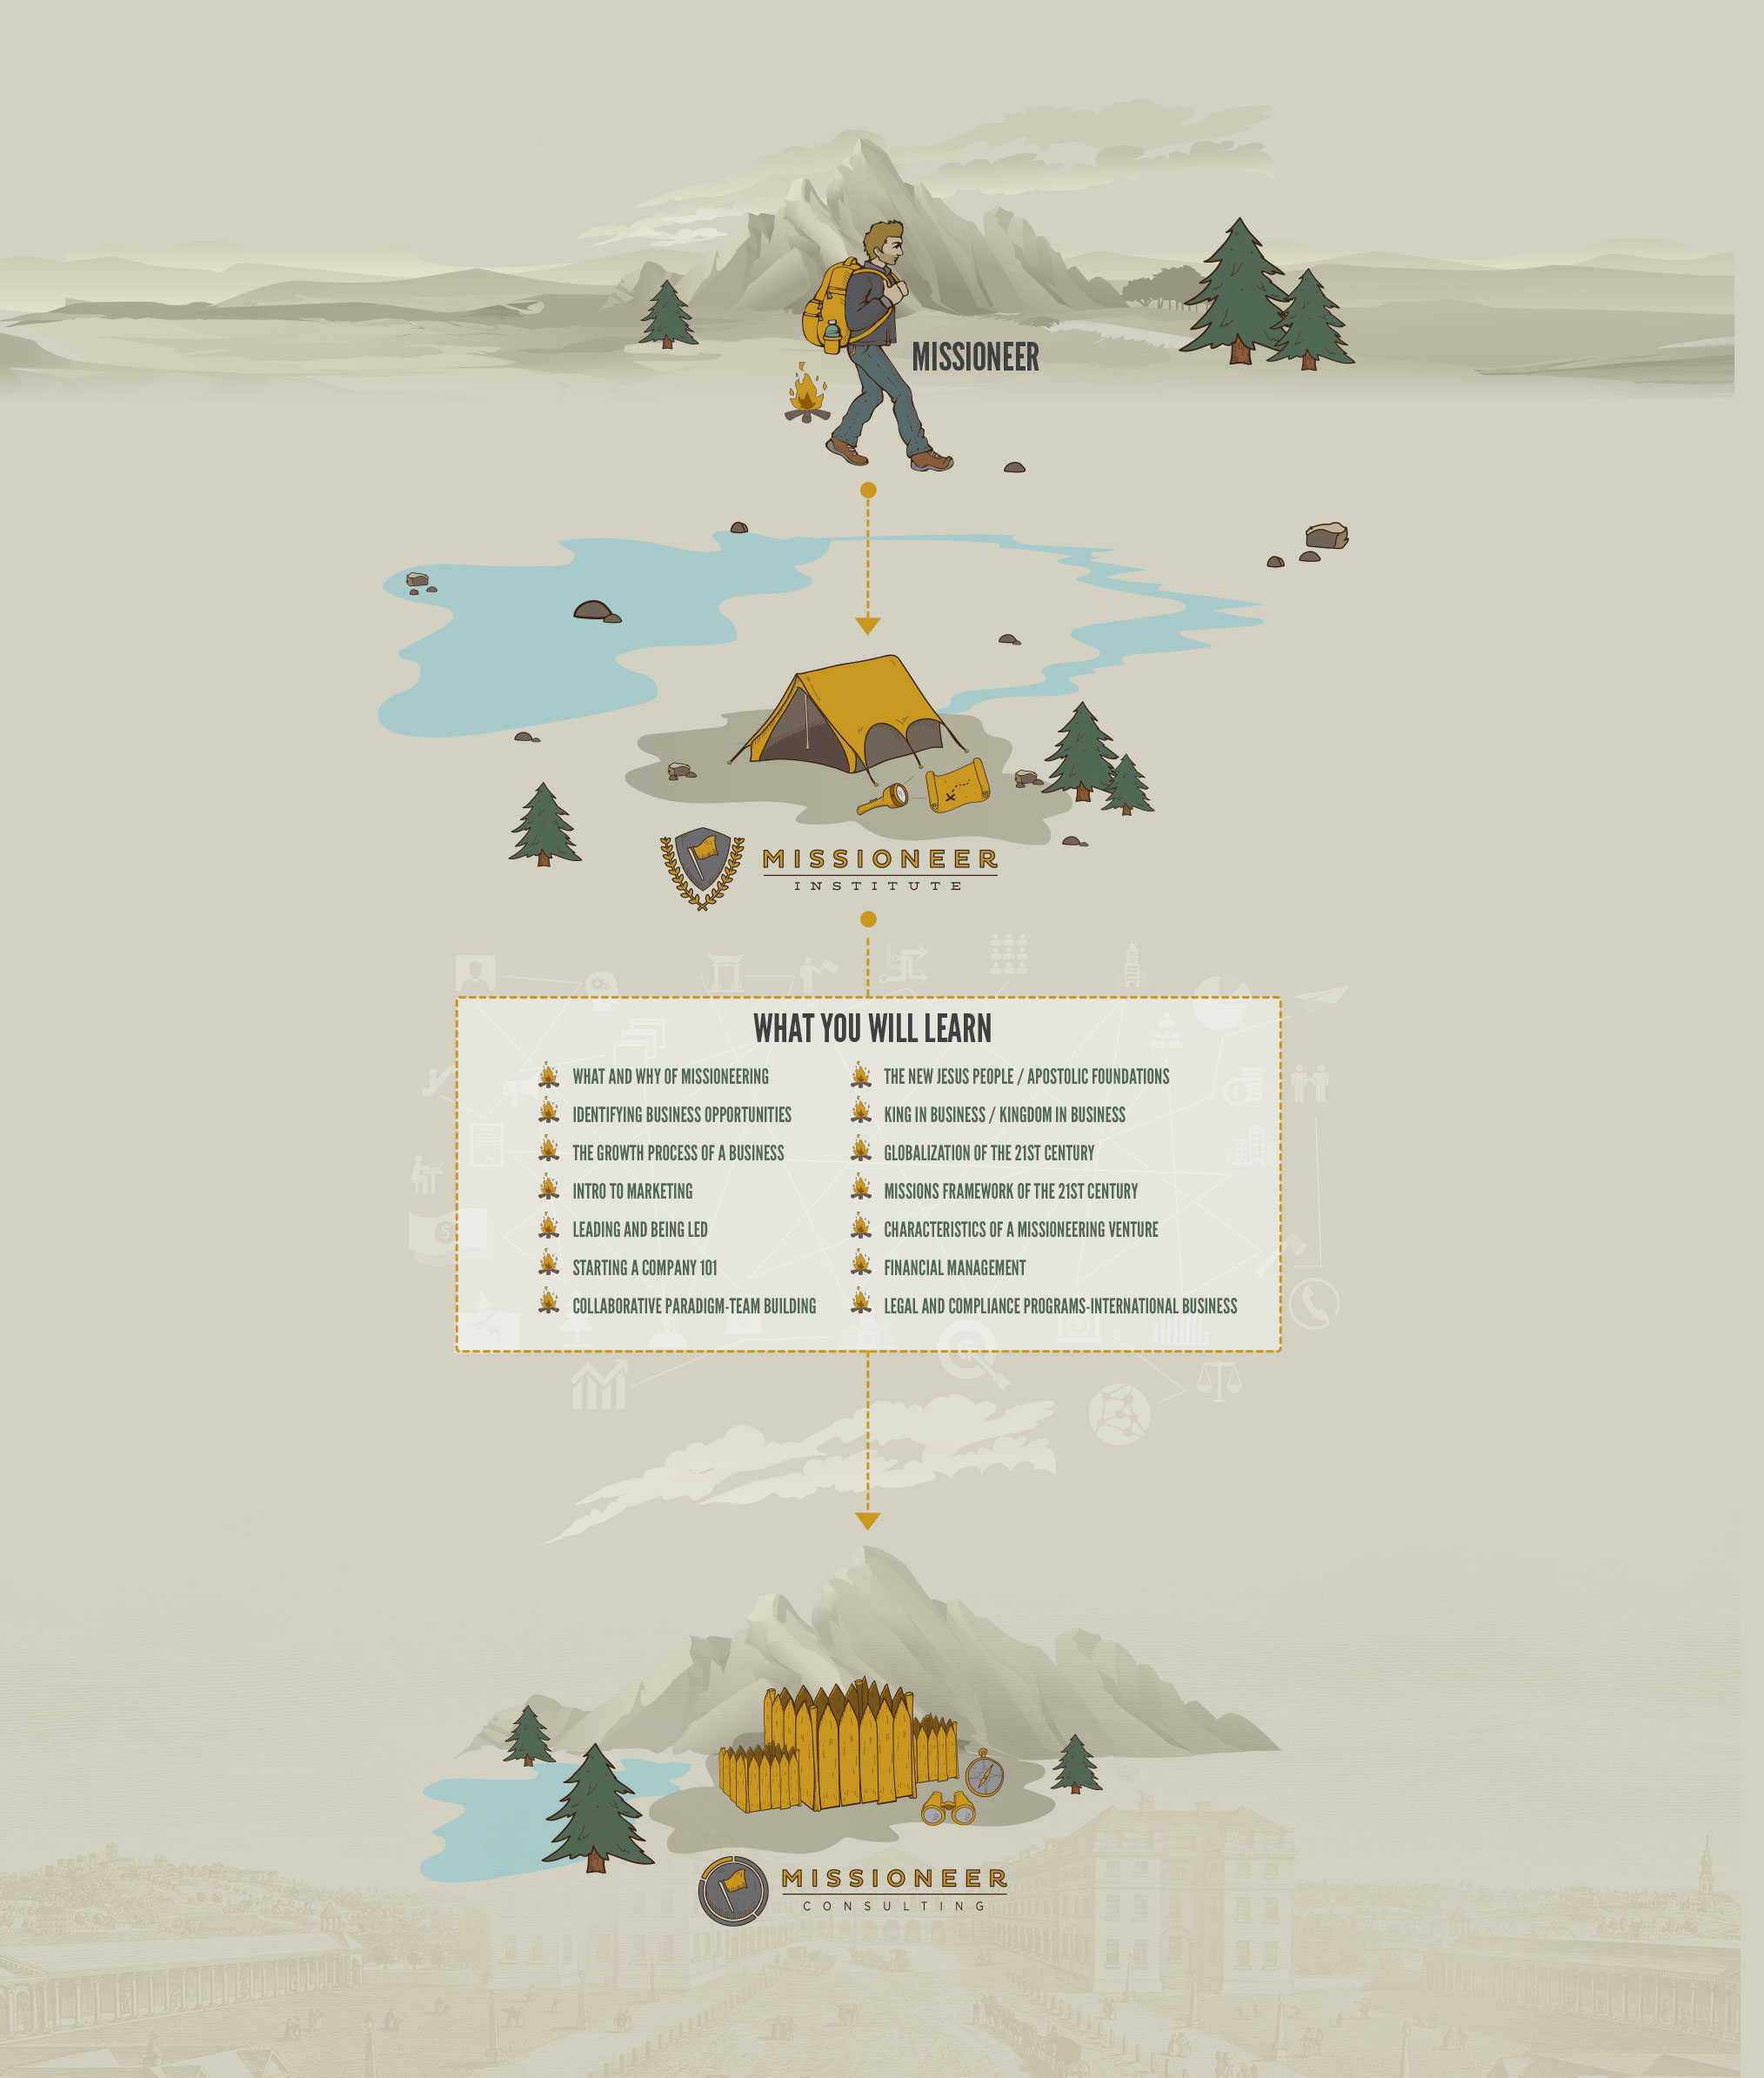 MISSIONEER
MISSIONEER
INSTITUTE
WHAT YOU WILL LEARN
WHAT AND WHY OF MISSIONEERING
IDENTIFYING BUSINESS OPPORTUNITIES
THE GROWTH PROCESS OF A BUSINESS
INTRO TO MARKETING
LEADING AND BEING LED
STARTING A COMPANY 101
COLLABORATIVE PARADIGM-TEAM BUILDING
THE NEW JESUS PEOPLE / APOSTOLIC FOUNDATIONS
KING IN BUSINESS / KINGDOM IN BUSINESS
GLOBALIZATION OF THE 21ST CENTURY
MISSIONS FRAMEWORK OF THE 21ST CENTURY
CHARACTERISTICS OF A MISSIONEERING VENTURE
FINANCIAL MANAGEMENT
LEGAL AND COMPLIANCE PROGRAMS-INTERNATIONAL BUSINESS
MISSIONEER
CONSULTING